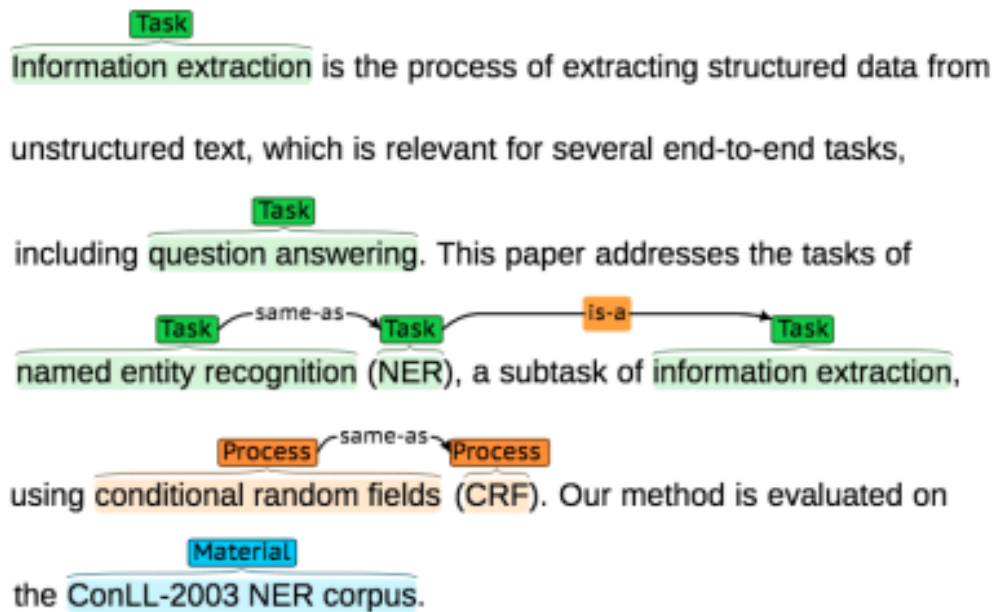 Task
Information extraction is the process of extracting structured data from
unstructured text, which is relevant for several end-to-end tasks,
Task
including question answering. This paper addresses the tasks of
Task same-as Task is-a Task
named entity recognition (NER), a subtask of information extraction,
Process same-as Process
using conditional random fields (CRF). Our method is evaluated on
Material
the ConLL-2003 NER corpus.